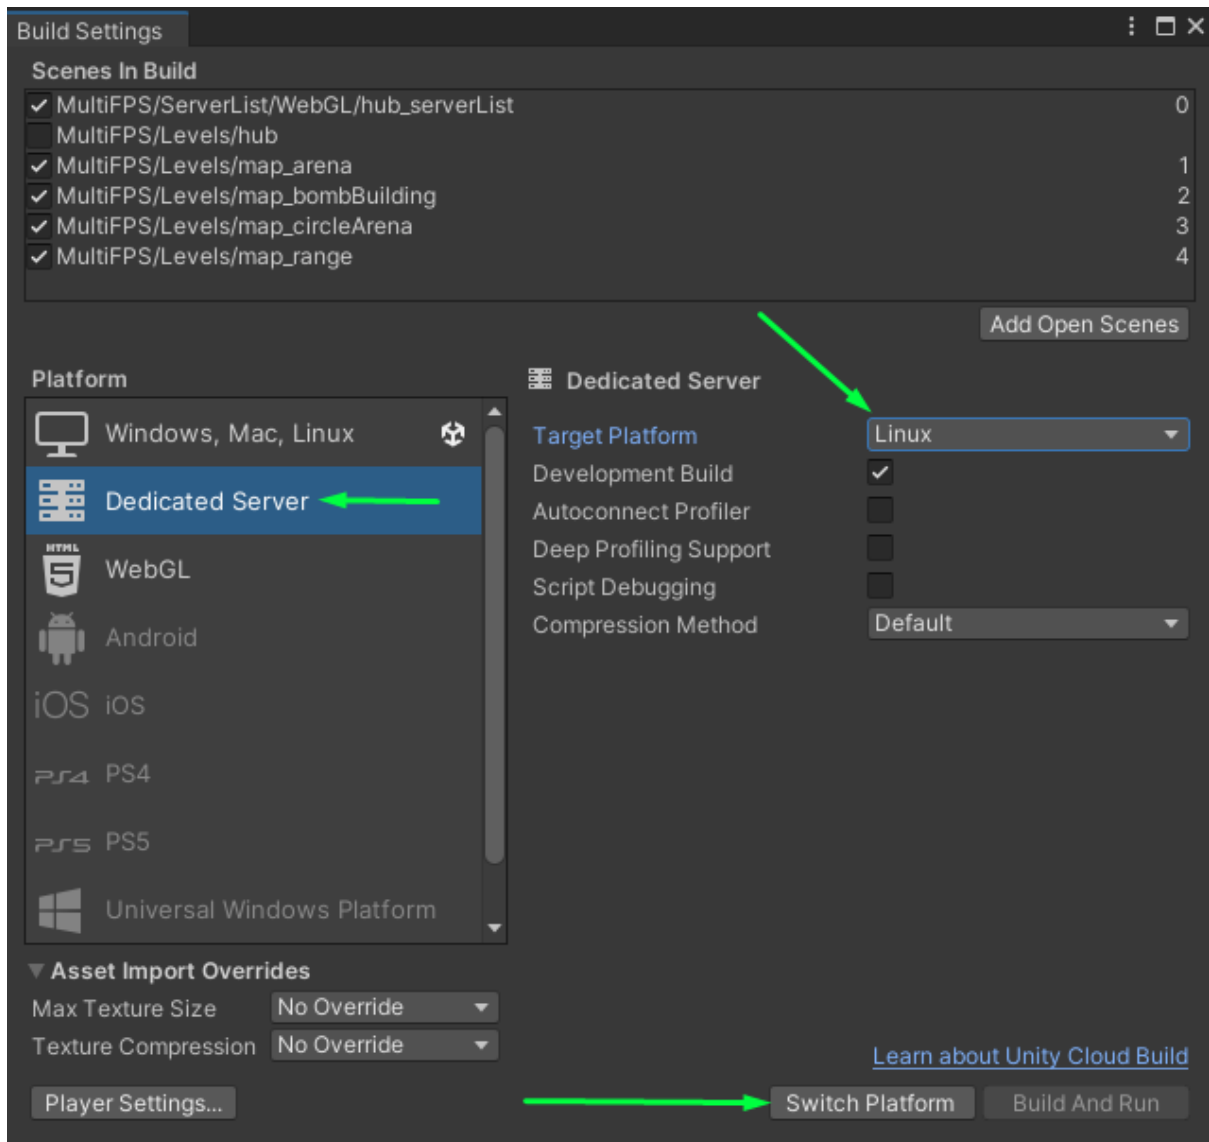 Build Settings
Scenes In Build
MultiFPS/ServerList/WebGL/hub_serverList 0
MultiFPS/Levels/hub
MultiFPS/Levels/map_arena 1
MultiFPS/Levels/map_bombBuilding 2
MultiFPS/Levels/map_circleArena 3
MultiFPS/Levels/map_range 4
Add Open Scenes
Platform
Windows, Mac, Linux
Dedicated Server
HTML 5 WebGL
Android
iOS iOS
PS4 PS4
PS5 PS5
Universal Windows Platform
Dedicated Server
Target Platform Linux
Development Build
Autoconnect Profiler
Deep Profiling Support
Script Debugging
Compression Method Default
Asset Import Overrides
Max Texture Size No Override
Texture Compression No Override
Learn about Unity Cloud Build
Player Settings... Switch Platform Build And Run